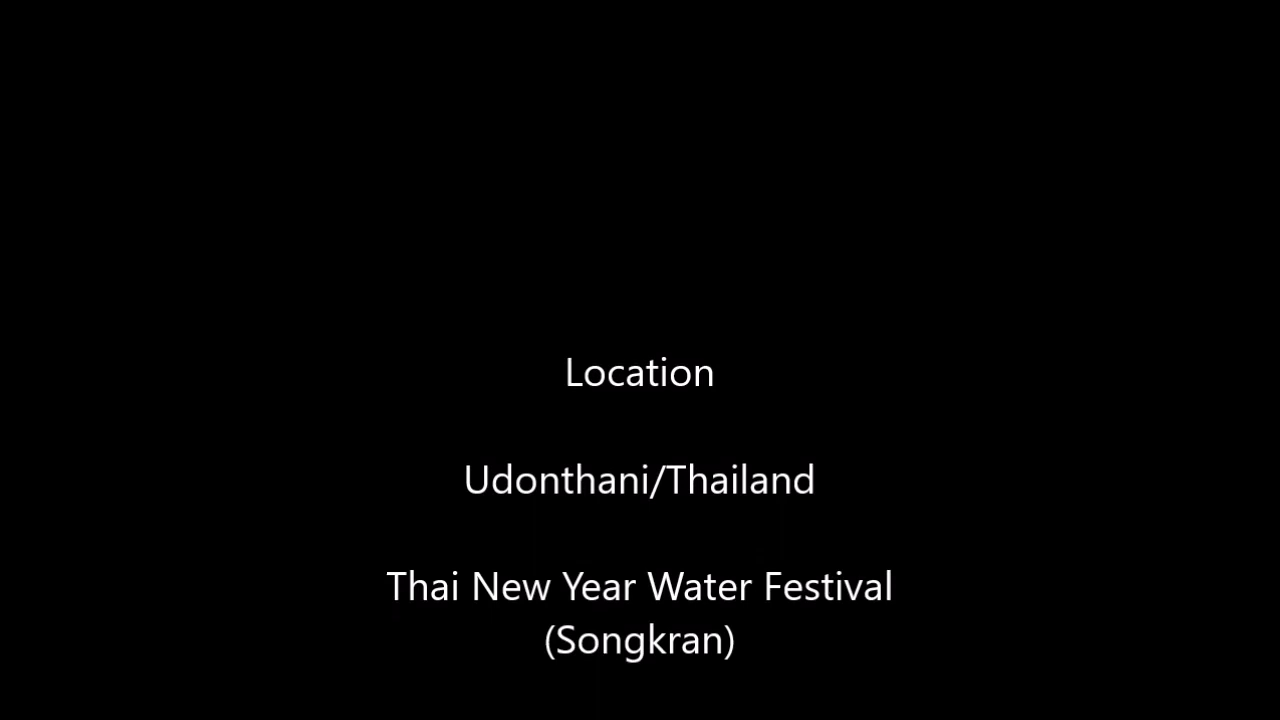 Location
Udonthani/Thailand
Thai New Year Water Festival
(Songkran)